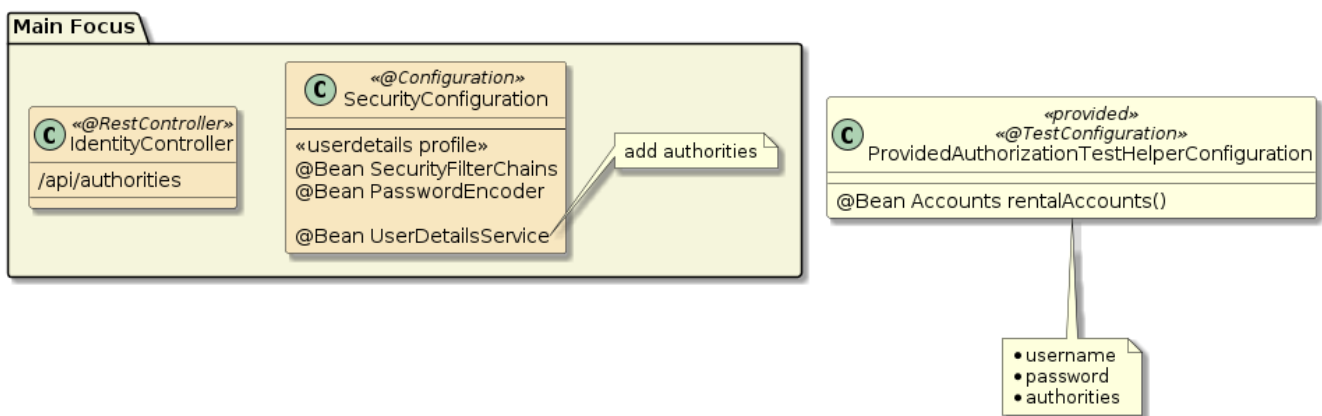 Main Focus
C
«@RestController»
IdentityController
/api/authorities
C
«@Configuration»
SecurityConfiguration
«userdetails profile»
@Bean SecurityFilterChains
@Bean PasswordEncoder
@Bean UserDetailsService
add authorities
C
«provided»
«@TestConfiguration»
ProvidedAuthorizationTestHelperConfiguration
@Bean Accounts rentalAccounts()
• username
• password
• authorities